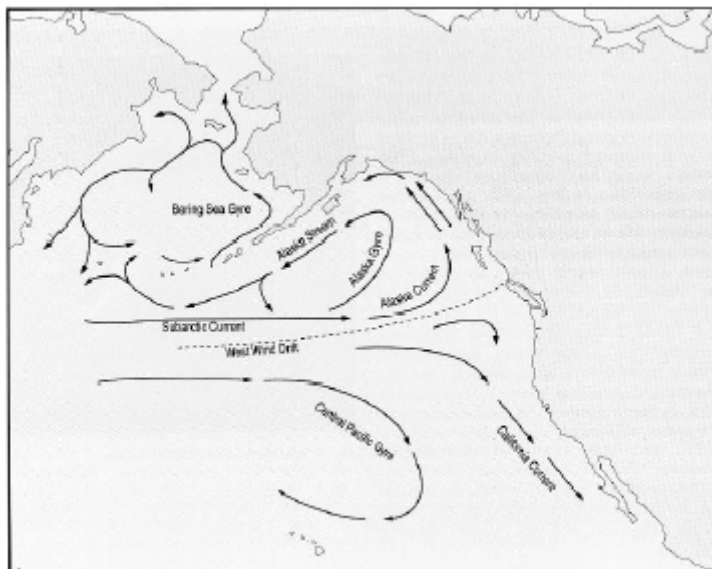 Bering Sea Gyre
Alaska Stream
Alaska Gyre
Alaska Current
Subarctic Current
West Wind Drift
Central Pacific Gyre
California Current